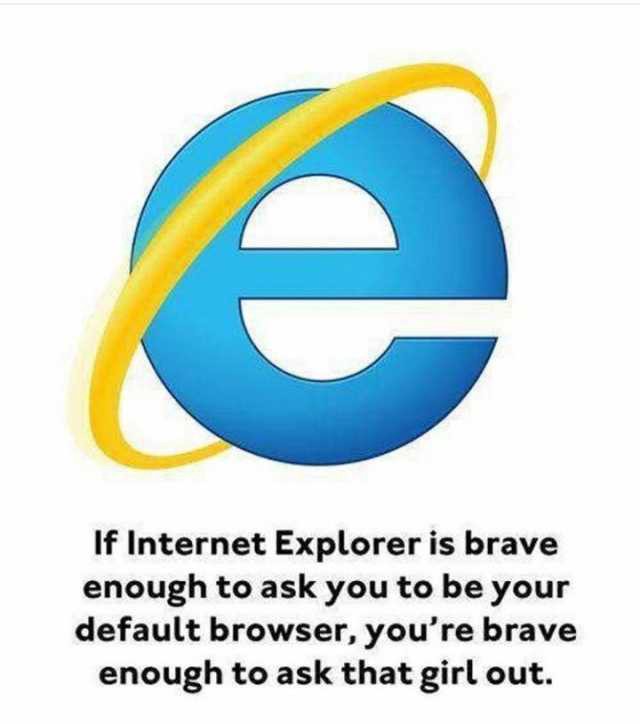 If Internet Explorer is brave
enough to ask you to be your
default browser, you're brave
enough to ask that girl out.